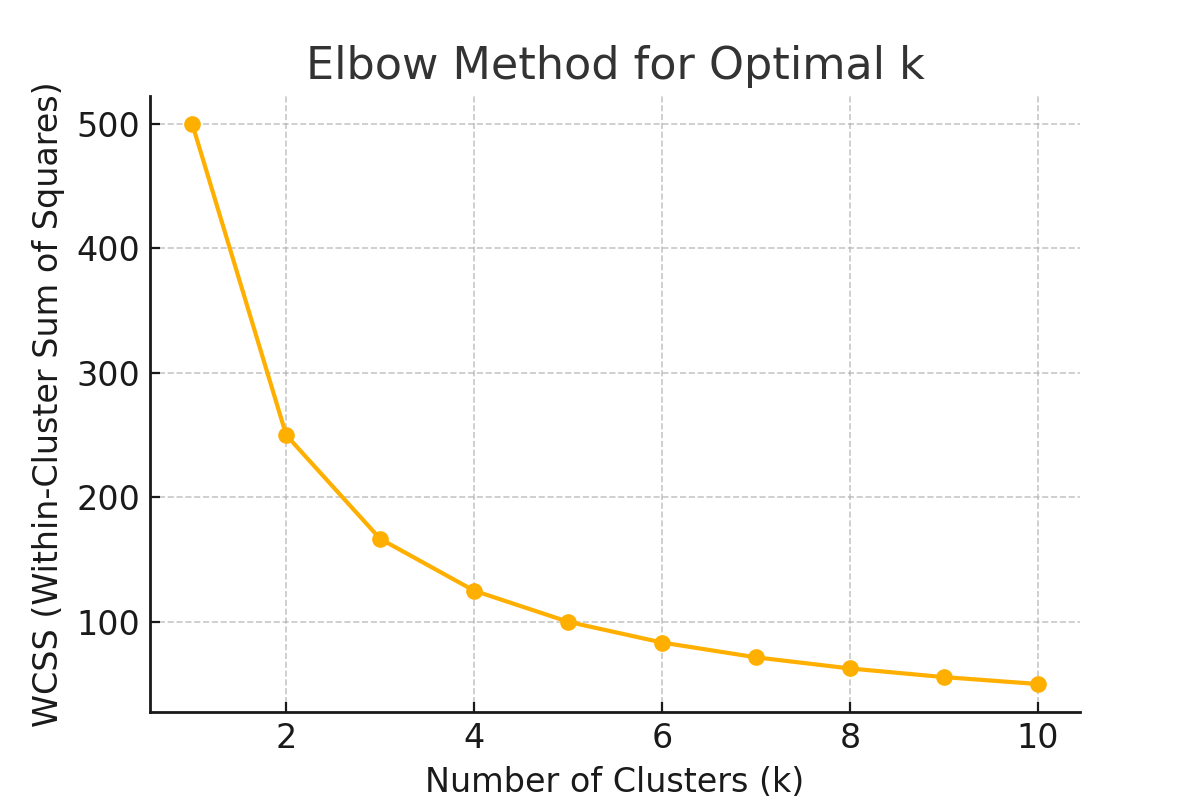 Elbow Method for Optimal k
WCSS (Within-Cluster Sum of Squares)
500
400
300
200
100
2 4 6 8 10
Number of Clusters (k)